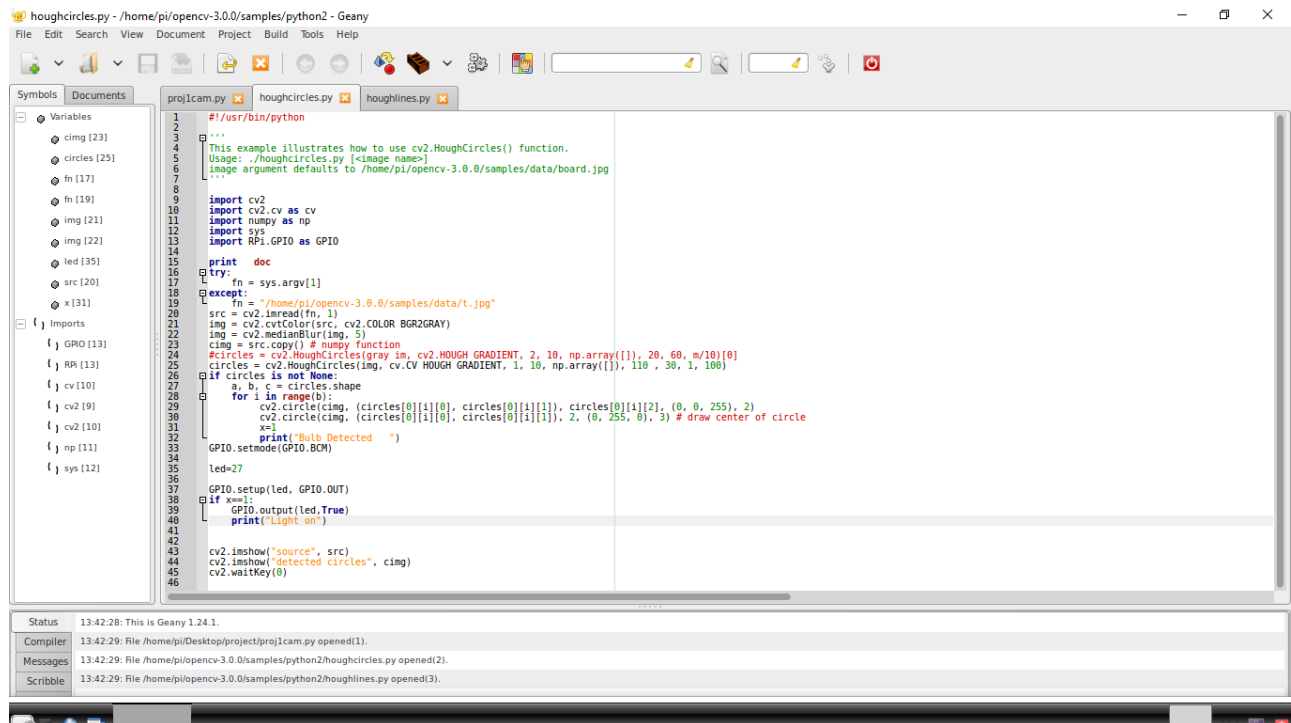 houghcircles.py - /home/pi/opencv-3.0.0/samples/python2 - Geany
File Edit Search View Document Project Build Tools Help
Symbols Documents
proj1cam.py houghcircles.py houghlines.py
Variables
cimg [23]
circles [25]
fn [17]
fn [19]
img [21]
img [22]
led [35]
src [20]
x [31]
Imports
GPIO [13]
RPi [13]
cv [10]
cv2 [9]
cv2 [10]
np [11]
sys [12]
1 #!/usr/bin/python
2
3 '''
4 This example illustrates how to use cv2.HoughCircles() function.
5 Usage: ./houghcircles.py [<image name>]
6 image argument defaults to /home/pi/opencv-3.0.0/samples/data/board.jpg
7 '''
8
9 import cv2
10 import cv2.cv as cv
11 import numpy as np
12 import sys
13 import RPi.GPIO as GPIO
14
15 print doc
16 try:
17 fn = sys.argv[1]
18 except:
19 fn = "/home/pi/opencv-3.0.0/samples/data/t.jpg"
20 src = cv2.imread(fn, 1)
21 img = cv2.cvtColor(src, cv2.COLOR BGR2GRAY)
22 img = cv2.medianBlur(img, 5)
23 cimg = src.copy() # numpy function
24 #circles = cv2.HoughCircles(gray im, cv2.HOUGH GRADIENT, 2, 10, np.array([]), 20, 60, m/10)[0]
25 circles = cv2.HoughCircles(img, cv.CV HOUGH GRADIENT, 1, 10, np.array([]), 110 , 30, 1, 100)
26 if circles is not None:
27 a, b, c = circles.shape
28 for i in range(b):
29 cv2.circle(cimg, (circles[0][i][0], circles[0][i][1]), circles[0][i][2], (0, 0, 255), 2)
30 cv2.circle(cimg, (circles[0][i][0], circles[0][i][1]), 2, (0, 255, 0), 3) # draw center of circle
31 x=1
32 print("Bulb Detected ")
33 GPIO.setmode(GPIO.BCM)
34
35 led=27
36
37 GPIO.setup(led, GPIO.OUT)
38 if x==1:
39 GPIO.output(led,True)
40 print("Light on")
41
42
43 cv2.imshow("source", src)
44 cv2.imshow("detected circles", cimg)
45 cv2.waitKey(0)
46
Status 13:42:28: This is Geany 1.24.1.
Compiler 13:42:29: File /home/pi/Desktop/project/proj1cam.py opened(1).
Messages 13:42:29: File /home/pi/opencv-3.0.0/samples/python2/houghcircles.py opened(2).
Scribble 13:42:29: File /home/pi/opencv-3.0.0/samples/python2/houghlines.py opened(3).